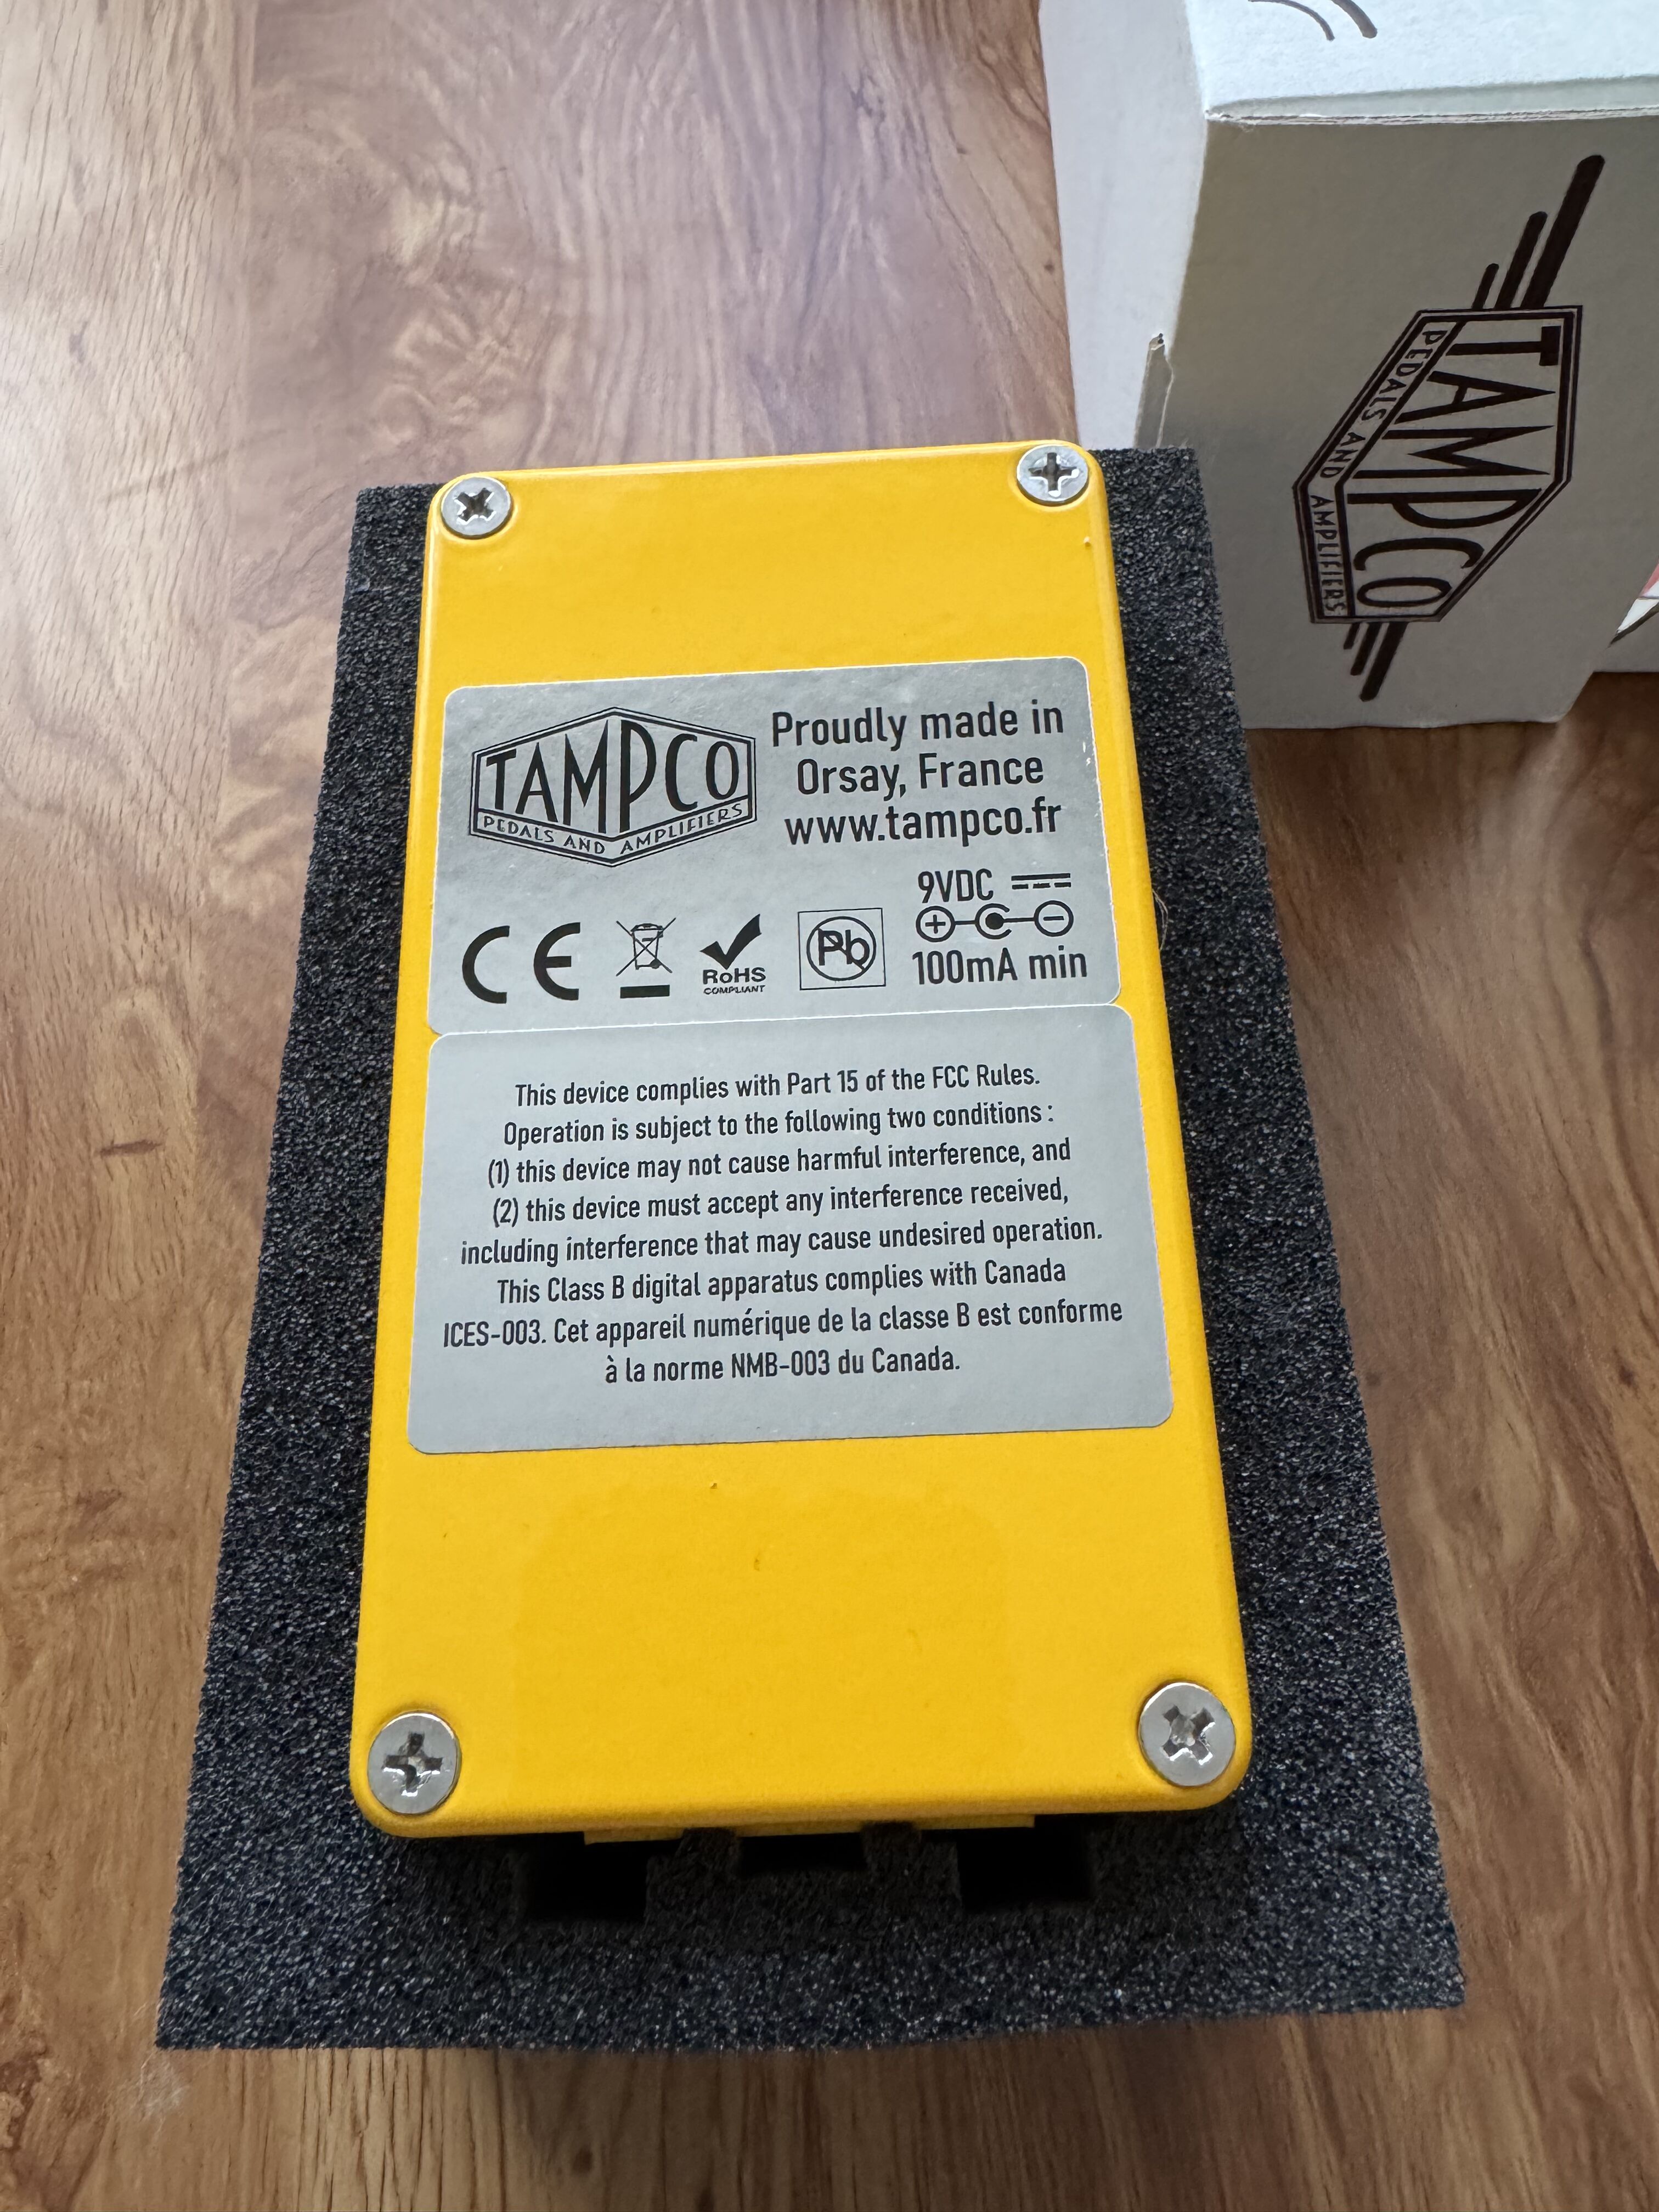 TAMPCO
PEDALS AND AMPLIFIERS
TAMPCO
PEDALS AND AMPLIFIERS
Proudly made in
Orsay, France
www.tampco.fr
9VDC
100mA min
CE
RoHS
COMPLIANT
Pb
This device complies with Part 15 of the FCC Rules.
Operation is subject to the following two conditions :
(1) this device may not cause harmful interference, and
(2) this device must accept any interference received,
including interference that may cause undesired operation.
This Class B digital apparatus complies with Canada
ICES-003. Cet appareil numérique de la classe B est conforme
à la norme NMB-003 du Canada.